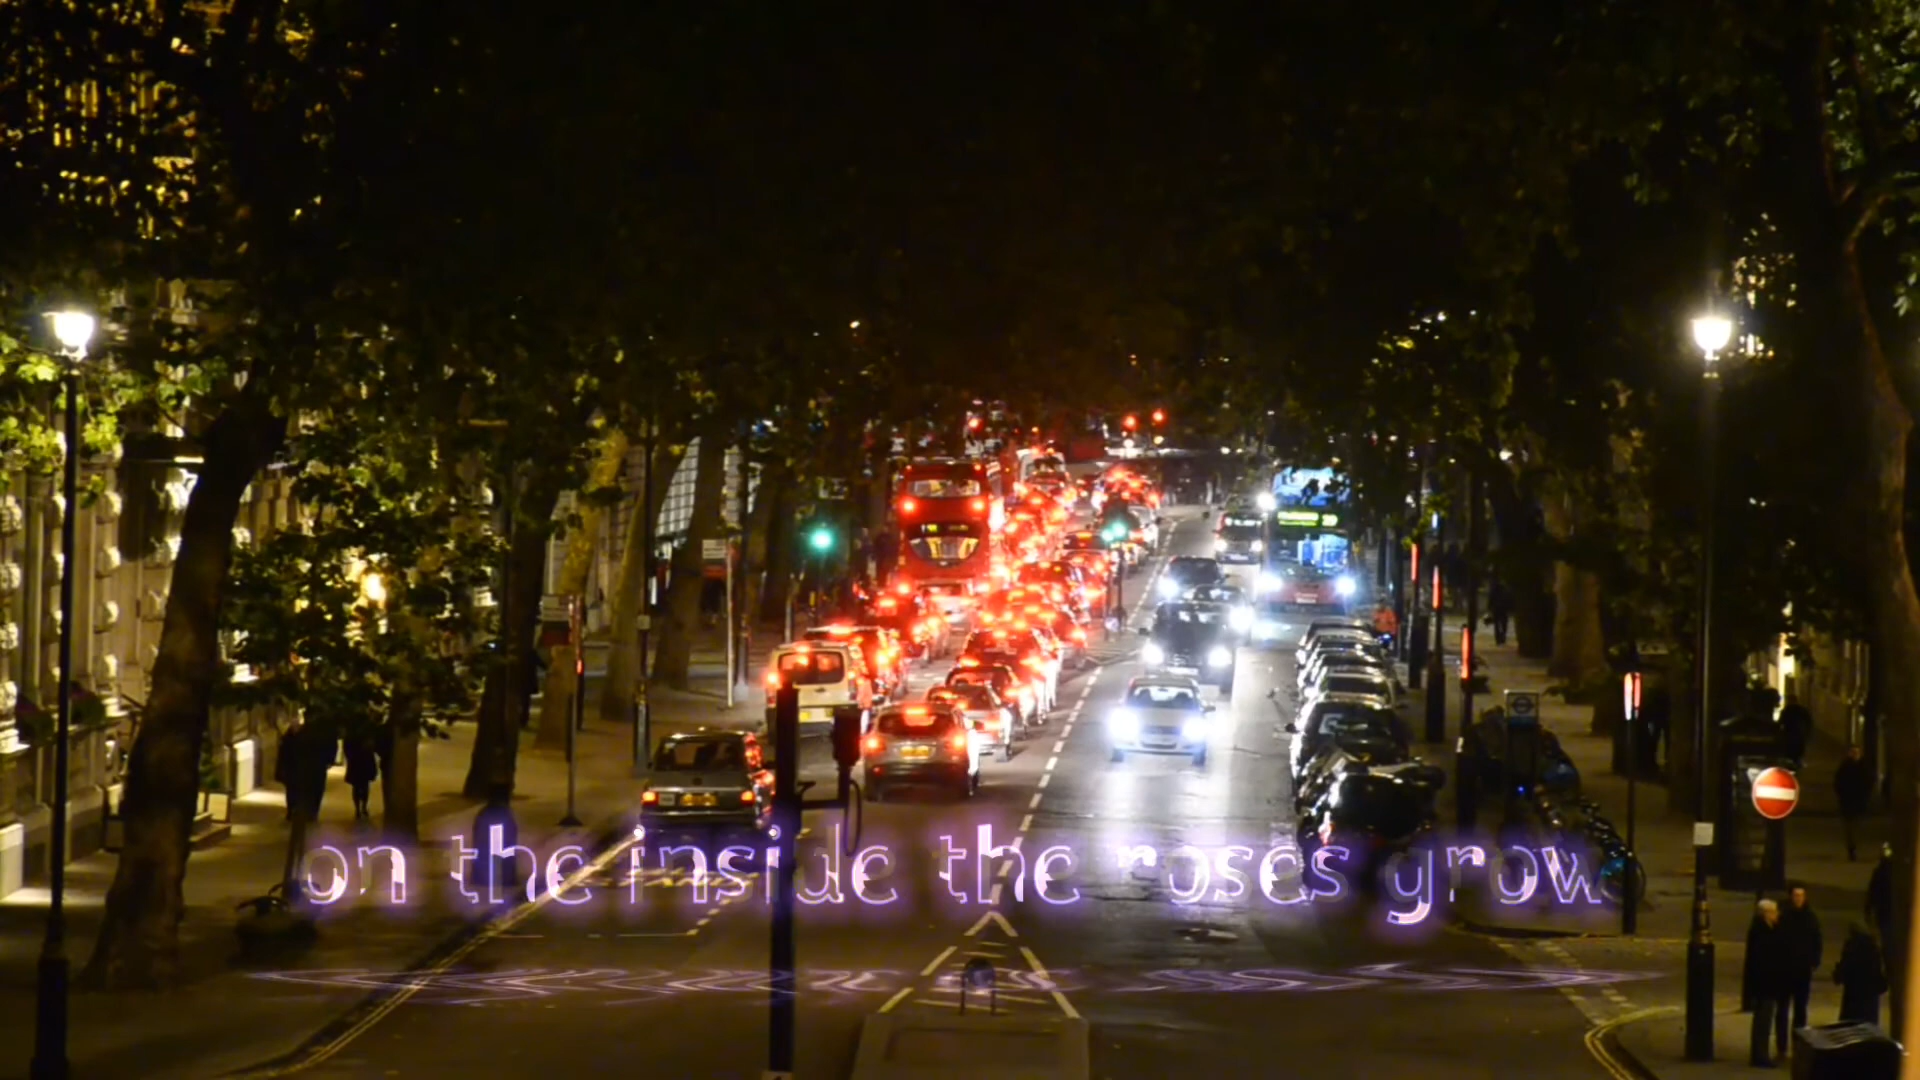 on the inside the roses grow